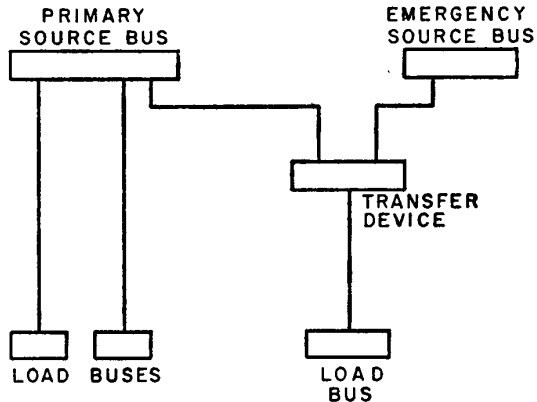 PRIMARY
SOURCE BUS
EMERGENCY
SOURCE BUS
TRANSFER
DEVICE
LOAD BUSES
LOAD
BUS